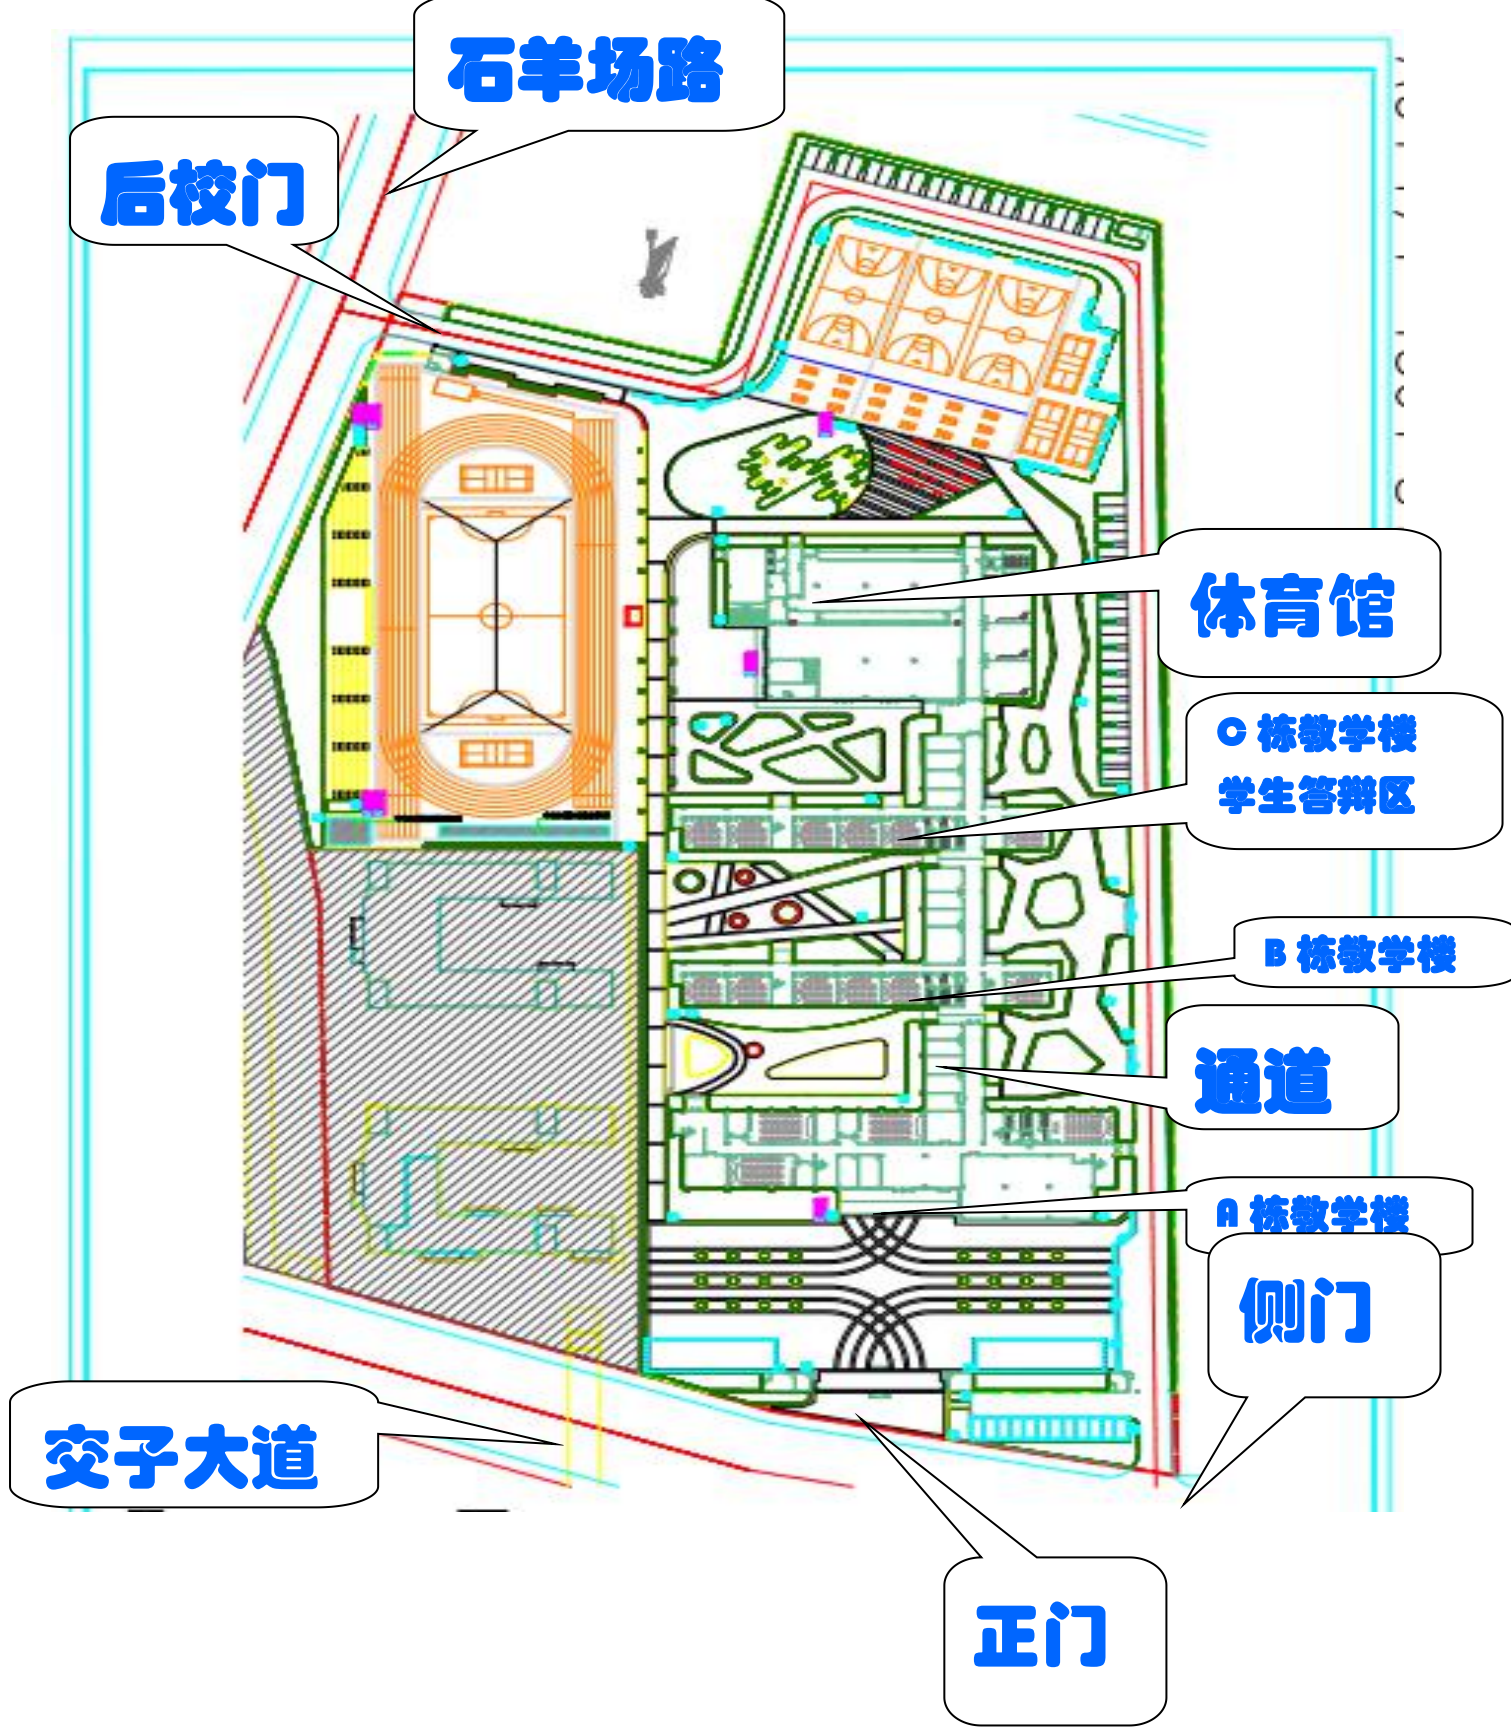 石羊场路
后校门
体育馆
C 栋教学楼
学生答辩区
B 栋教学楼
通道
A 栋教学楼
侧门
交子大道
正门